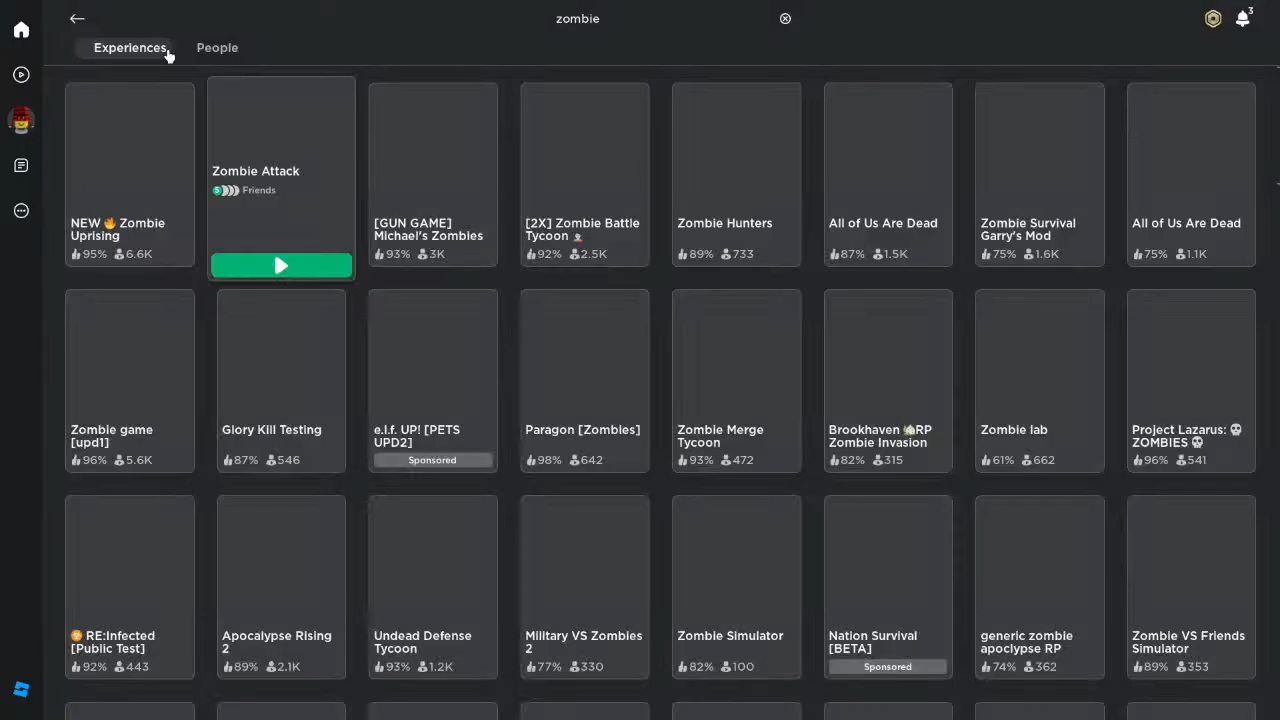 zombie
3
Experiences
People
NEW 🔥 Zombie
Uprising
95% 6.6K
Zombie Attack
S Friends
[GUN GAME]
Michael's Zombies
93% 3K
[2X] Zombie Battle
Tycoon 🧟
92% 2.5K
Zombie Hunters
89% 733
All of Us Are Dead
87% 1.5K
Zombie Survival
Garry's Mod
75% 1.6K
All of Us Are Dead
75% 1.1K
Zombie game
[upd1]
96% 5.6K
Glory Kill Testing
87% 546
e.l.f. UP! [PETS
UPD2]
Sponsored
Paragon [Zombies]
98% 642
Zombie Merge
Tycoon
93% 472
Brookhaven 🏡RP
Zombie Invasion
82% 315
Zombie lab
61% 662
Project Lazarus: 💀
ZOMBIES 💀
96% 541
RE:Infected
[Public Test]
92% 443
Apocalypse Rising
2
89% 2.1K
Undead Defense
Tycoon
93% 1.2K
Military VS Zombies
2
77% 330
Zombie Simulator
82% 100
Nation Survival
[BETA]
Sponsored
generic zombie
apoclypse RP
74% 362
Zombie VS Friends
Simulator
89% 353